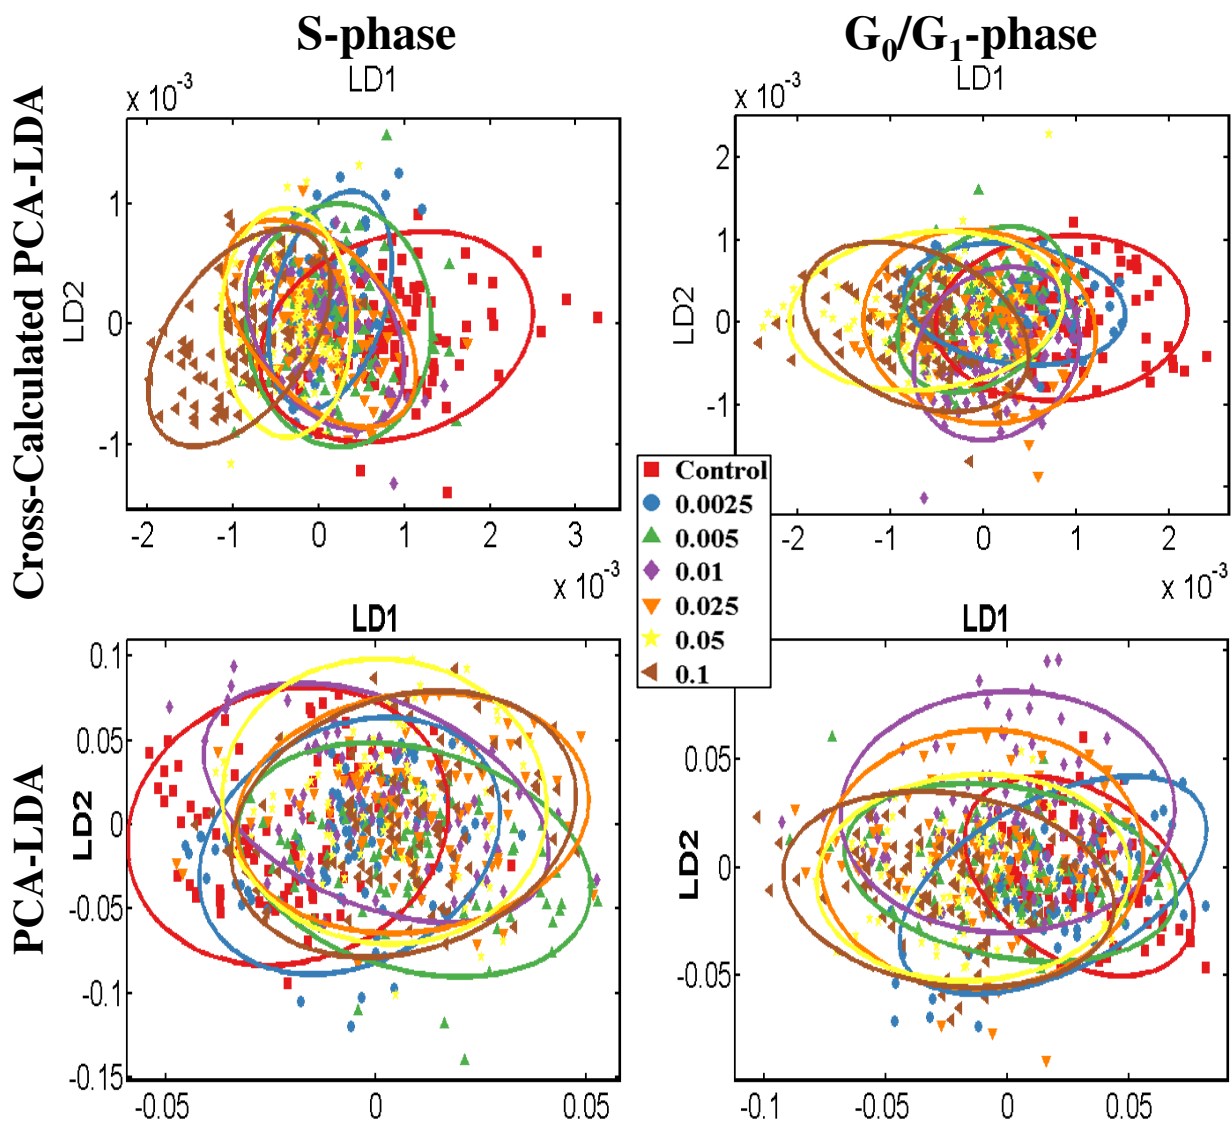 S-phase
G₀/G₁-phase
Cross-Calculated PCA-LDA
LD1
x 10⁻³
LD2
1
0
-1
-2 -1 0 1 2 3
x 10⁻³
LD1
x 10⁻³
LD2
2
1
0
-1
-2 -1 0 1 2
x 10⁻³
Control
0.0025
0.005
0.01
0.025
0.05
0.1
PCA-LDA
LD1
LD2
0.1
0.05
0
-0.05
-0.1
-0.15
-0.05 0 0.05
LD1
LD2
0.05
0
-0.05
-0.1 -0.05 0 0.05